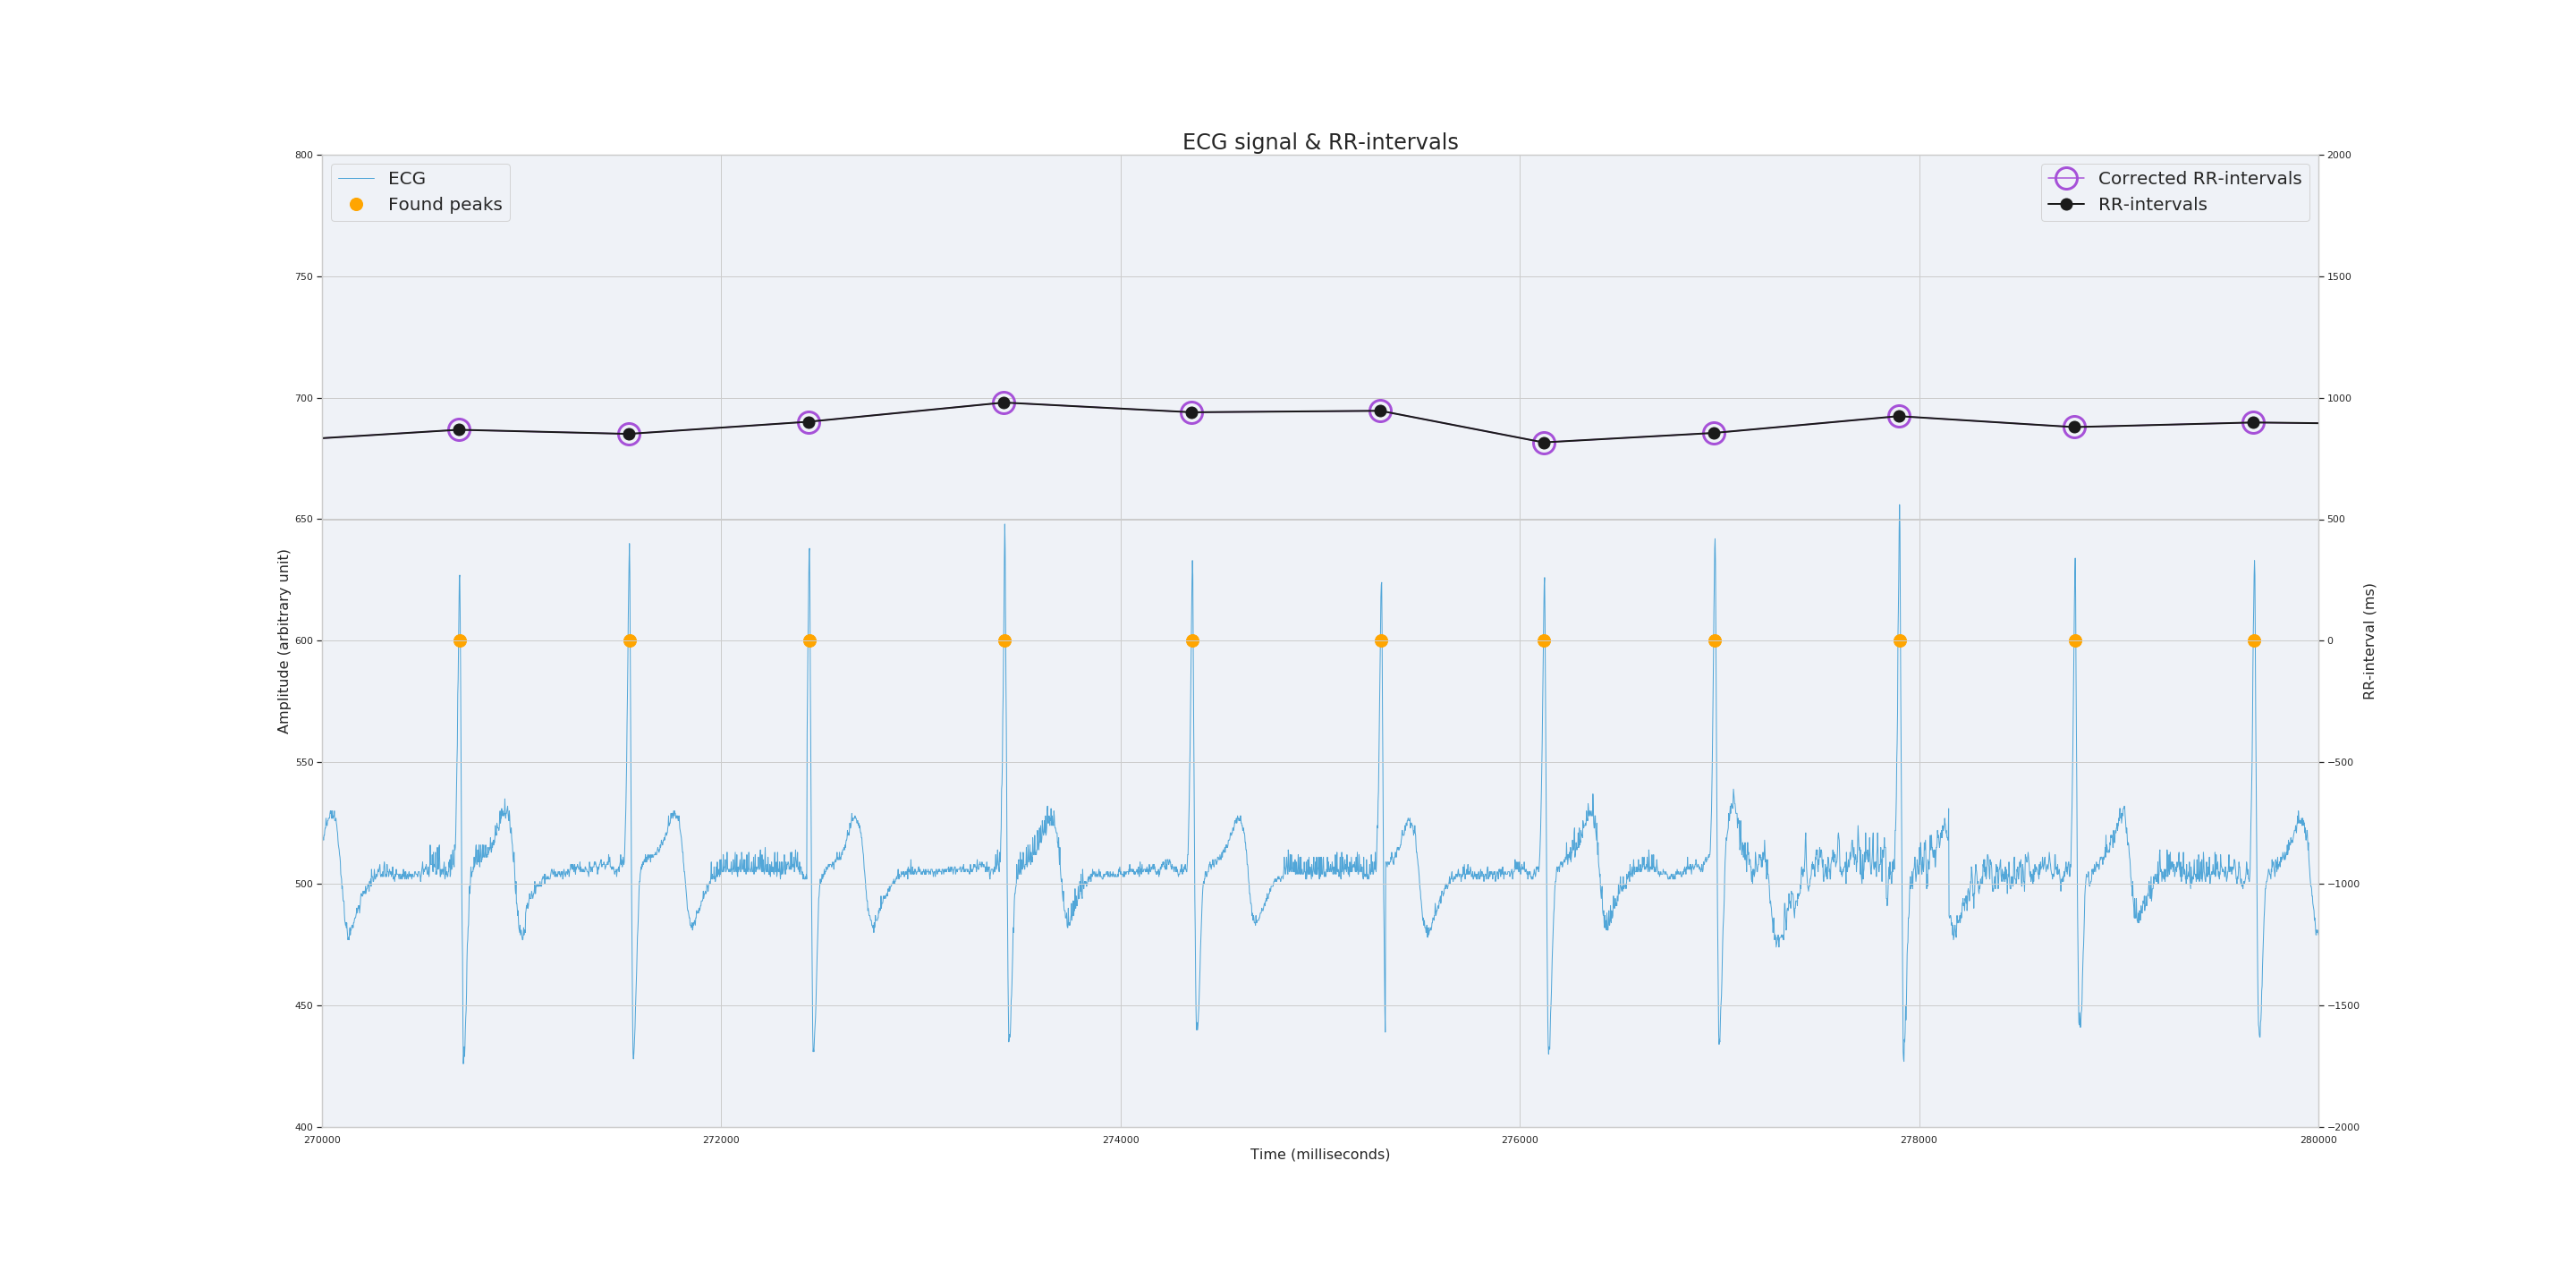 ECG signal & RR-intervals
ECG
Found peaks
Corrected RR-intervals
RR-intervals
800
750
700
650
600
550
500
450
400
Amplitude (arbitrary unit)
2000
1500
1000
500
0
−500
−1000
−1500
−2000
RR-interval (ms)
270000 272000 274000 276000 278000 280000
Time (milliseconds)